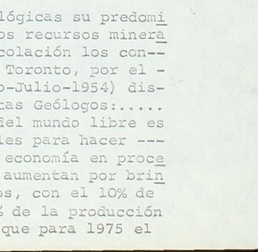 lógicas su predomi
os recursos minera
colación los con--
Toronto, por el -
o-Julio-1954) dis-
cas Geólogos:.....
del mundo libre es
les para hacer ---
economía en proce
aumentan por brin
os, con el 10% de
% de la producción
que para 1975 el